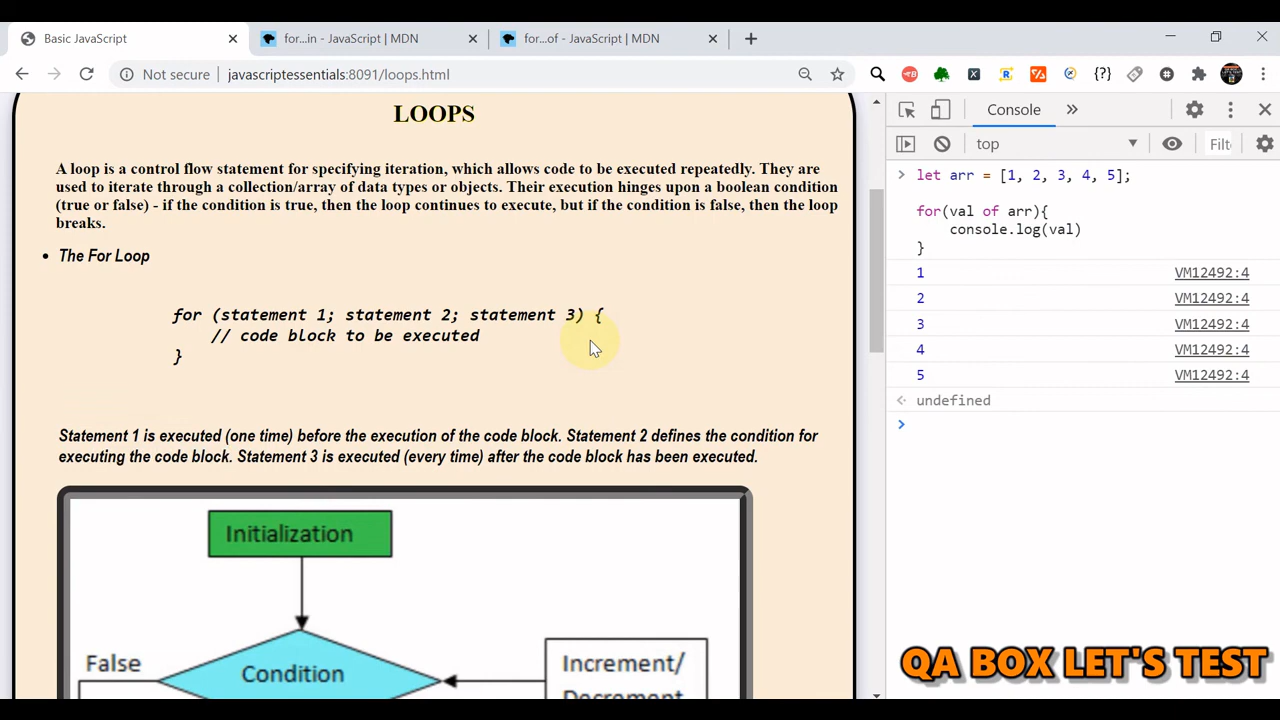 Basic JavaScript
for...in - JavaScript | MDN
for...of - JavaScript | MDN
Not secure
javascriptessentials:8091/loops.html
LOOPS
A loop is a control flow statement for specifying iteration, which allows code to be executed repeatedly. They are
used to iterate through a collection/array of data types or objects. Their execution hinges upon a boolean condition
(true or false) - if the condition is true, then the loop continues to execute, but if the condition is false, then the loop
breaks.
The For Loop
for (statement 1; statement 2; statement 3) {
// code block to be executed
}
Statement 1 is executed (one time) before the execution of the code block. Statement 2 defines the condition for
executing the code block. Statement 3 is executed (every time) after the code block has been executed.
Initialization
False
Condition
Increment/
Decrement
Console
top
Filt
let arr = [1, 2, 3, 4, 5];
for(val of arr){
console.log(val)
}
1 VM12492:4
2 VM12492:4
3 VM12492:4
4 VM12492:4
5 VM12492:4
undefined
QA BOX LET'S TEST